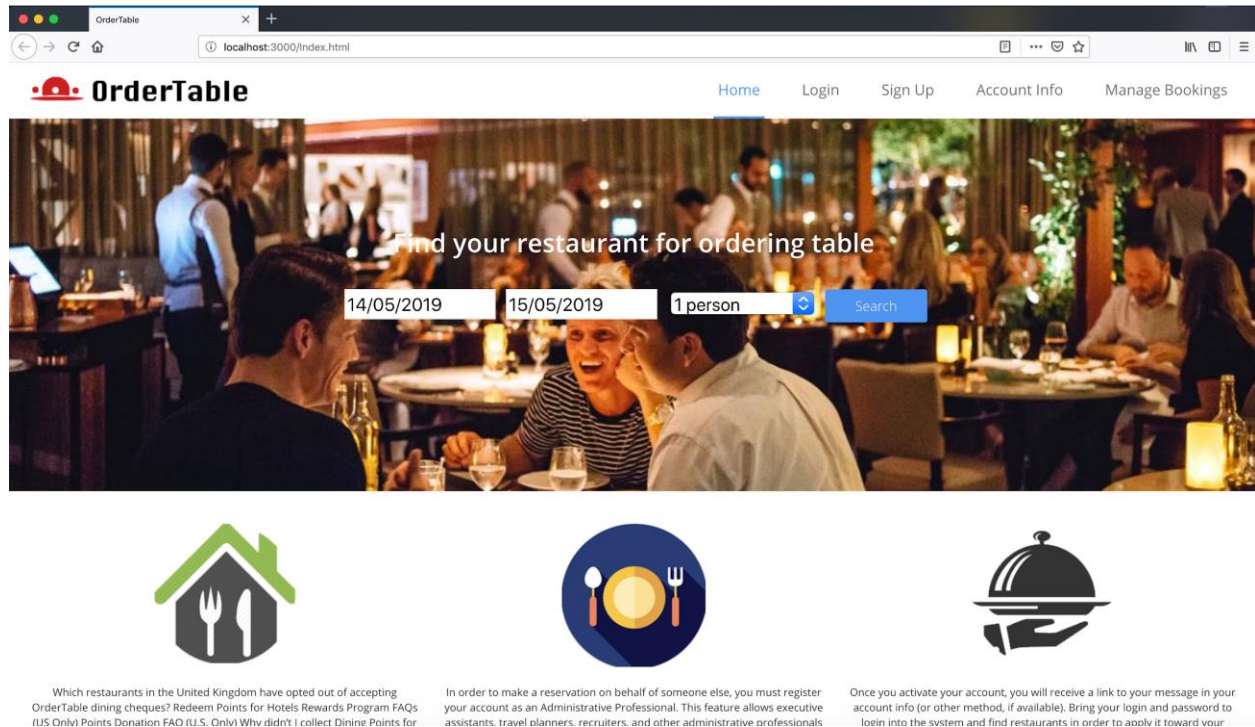 OrderTable
localhost:3000/Index.html
OrderTable
Home Login Sign Up Account Info Manage Bookings
Find your restaurant for ordering table
14/05/2019 15/05/2019 1 person Search
Which restaurants in the United Kingdom have opted out of accepting
OrderTable dining cheques? Redeem Points for Hotels Rewards Program FAQs
(US Only) Points Donation FAQ (U.S. Only) Why didn't I collect Dining Points for
In order to make a reservation on behalf of someone else, you must register
your account as an Administrative Professional. This feature allows executive
assistants, travel planners, recruiters, and other administrative professionals
Once you activate your account, you will receive a link to your message in your
account info (or other method, if available). Bring your login and password to
login into the system and find restaurants in order to apply it toward your